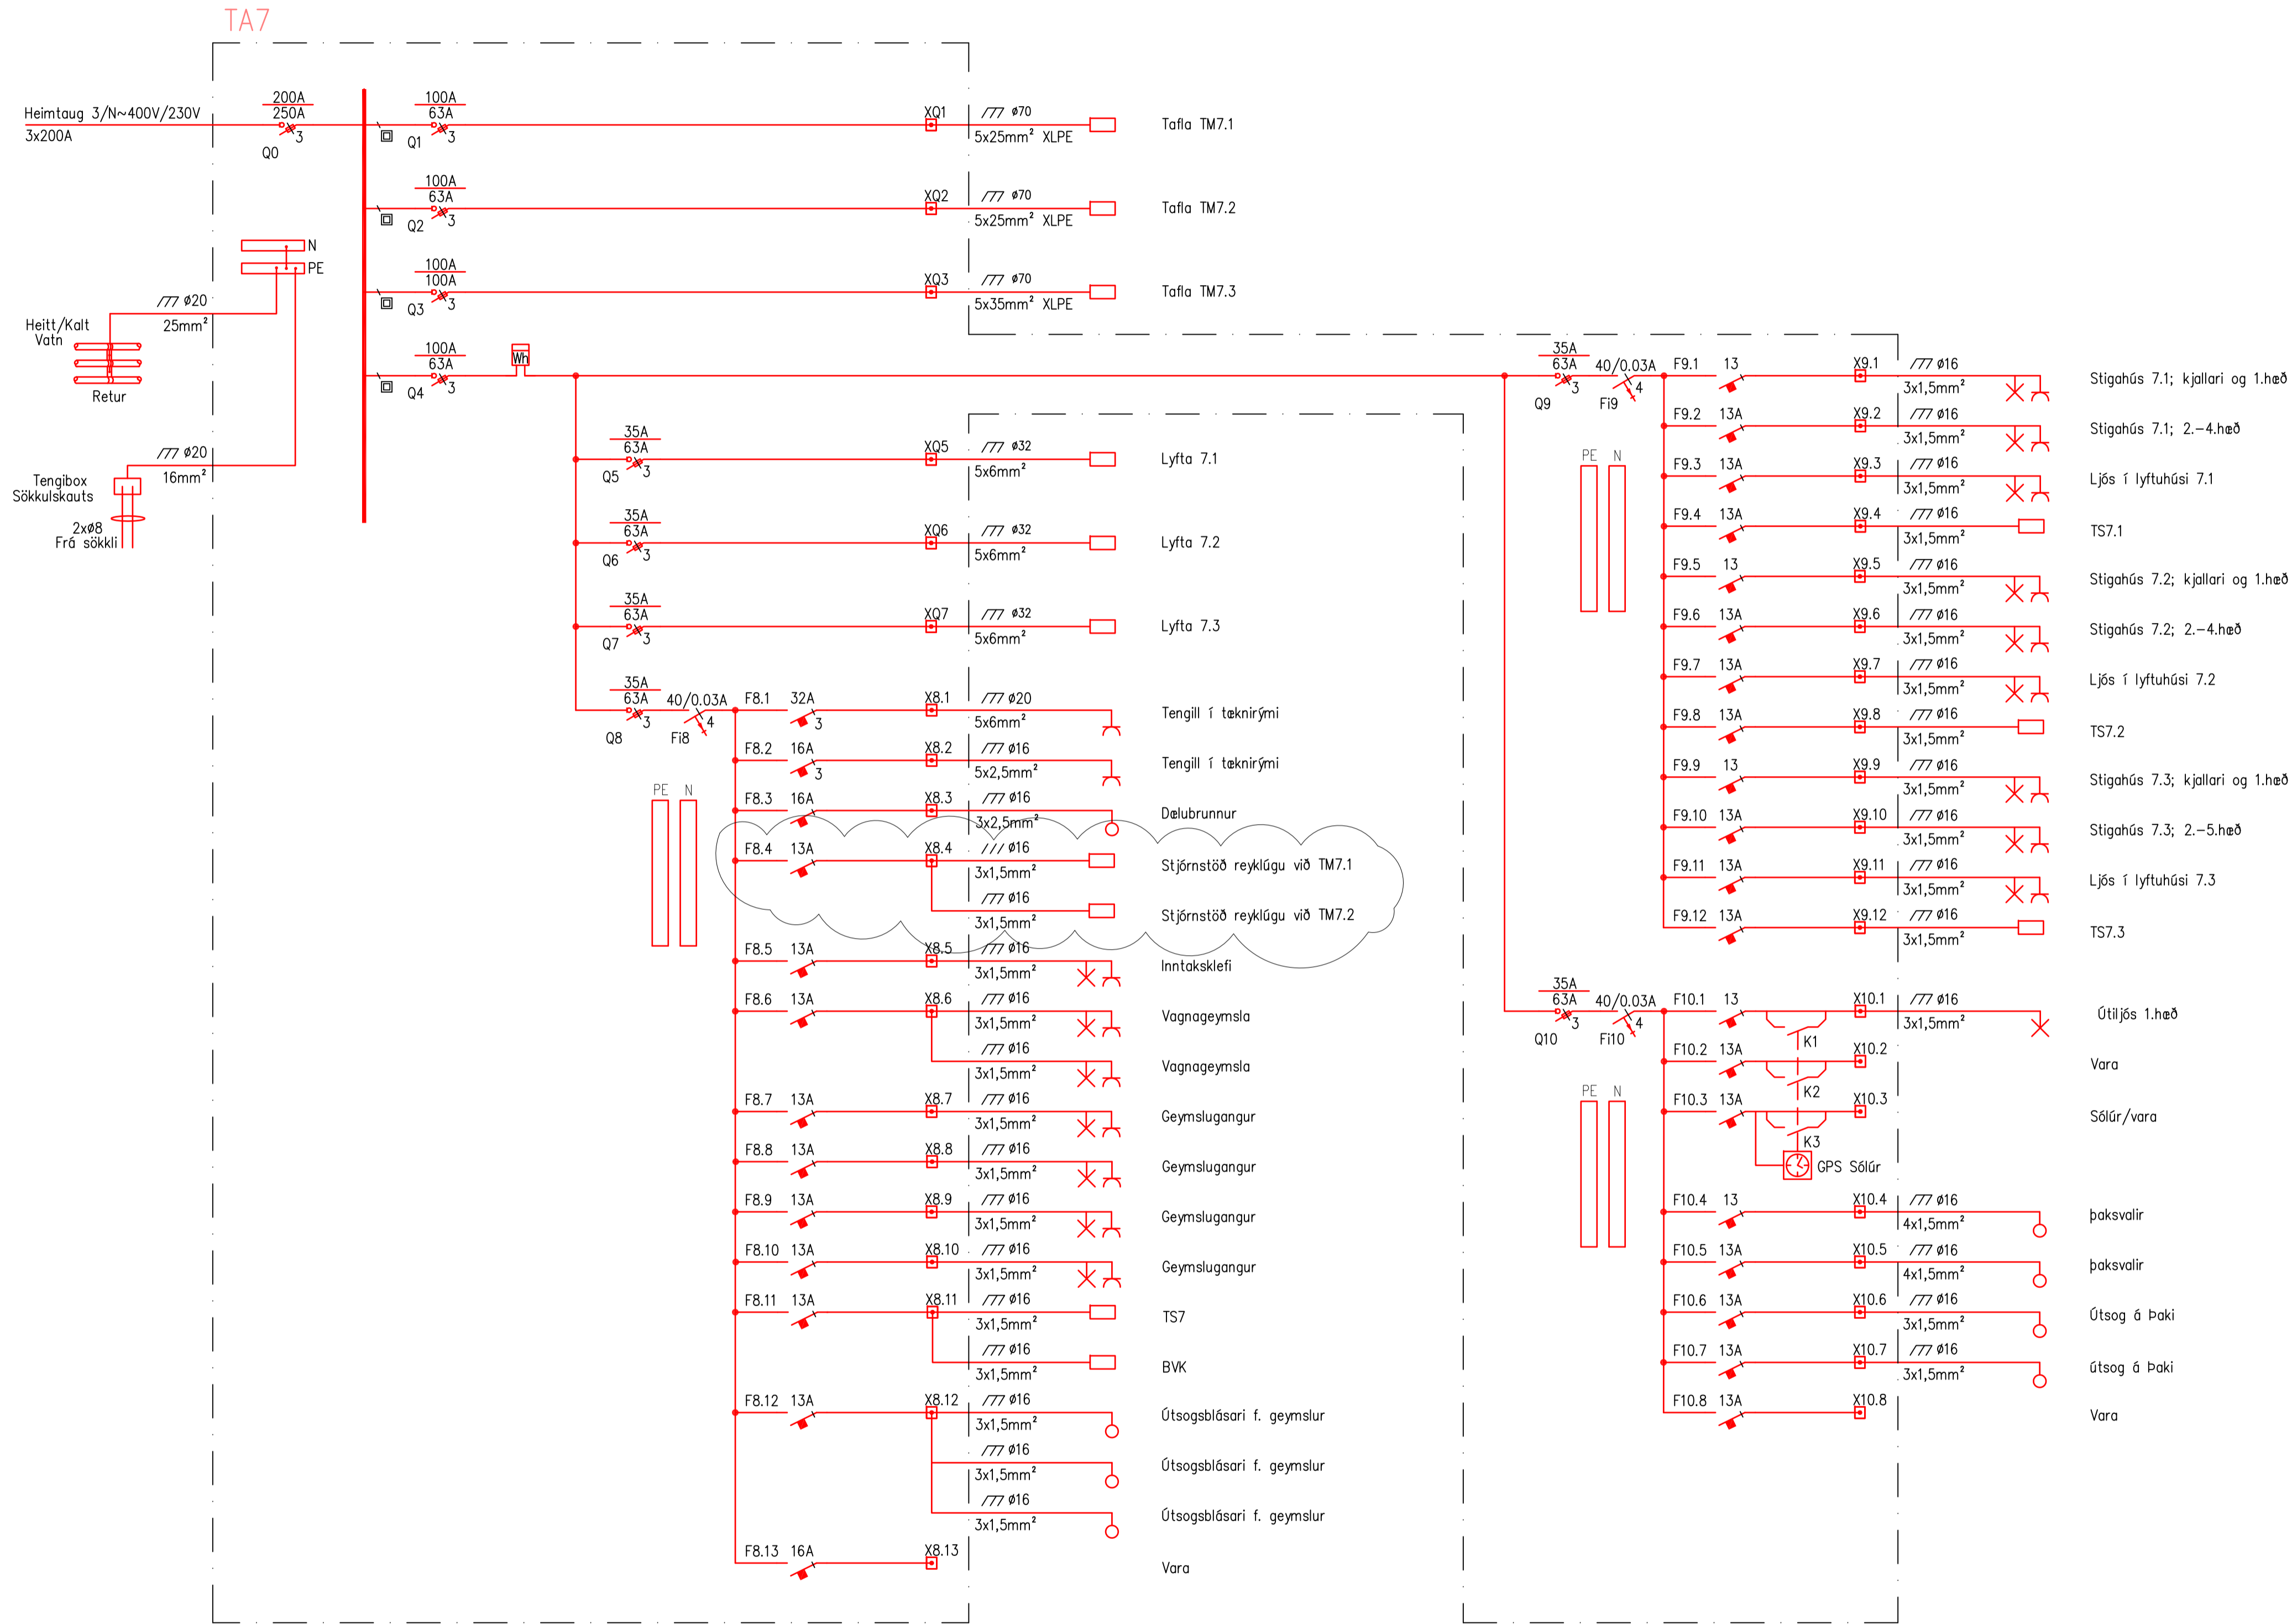 TA7
Heimtaug 3/N~400V/230V
3x200A
200A
250A
3
Q0
100A
63A
3
Q1
XQ1
ø70
5x25mm² XLPE
Tafla TM7.1
100A
63A
3
Q2
XQ2
ø70
5x25mm² XLPE
Tafla TM7.2
N
PE
100A
100A
3
Q3
XQ3
ø70
5x35mm² XLPE
Tafla TM7.3
ø20
25mm²
Heitt/Kalt
Vatn
Retur
ø20
16mm²
Tengibox
Sökkulskauts
2xø8
Frá sökkli
100A
63A
3
Q4
Wh
35A
63A
3
Q5
XQ5
ø32
5x6mm²
Lyfta 7.1
35A
63A
3
Q6
XQ6
ø32
5x6mm²
Lyfta 7.2
35A
63A
3
Q7
XQ7
ø32
5x6mm²
Lyfta 7.3
35A
63A
3
Q8
40/0.03A
4
Fi8
PE N
F8.1 32A
3
X8.1
ø20
5x6mm²
Tengill í tæknirými
F8.2 16A
3
X8.2
ø16
5x2,5mm²
Tengill í tæknirými
F8.3 16A
X8.3
ø16
3x2,5mm²
Dælubrunnur
F8.4 13A
X8.4
ø16
3x1,5mm²
Stjórnstöð reyklúgu við TM7.1
ø16
3x1,5mm²
Stjórnstöð reyklúgu við TM7.2
F8.5 13A
X8.5
ø16
3x1,5mm²
Inntaksklefi
F8.6 13A
X8.6
ø16
3x1,5mm²
Vagnageymsla
ø16
3x1,5mm²
Vagnageymsla
F8.7 13A
X8.7
ø16
3x1,5mm²
Geymslugangur
F8.8 13A
X8.8
ø16
3x1,5mm²
Geymslugangur
F8.9 13A
X8.9
ø16
3x1,5mm²
Geymslugangur
F8.10 13A
X8.10
ø16
3x1,5mm²
Geymslugangur
F8.11 13A
X8.11
ø16
3x1,5mm²
TS7
ø16
3x1,5mm²
BVK
F8.12 13A
X8.12
ø16
3x1,5mm²
Útsogsblásari f. geymslur
ø16
3x1,5mm²
Útsogsblásari f. geymslur
ø16
3x1,5mm²
Útsogsblásari f. geymslur
F8.13 16A
X8.13
Vara
35A
63A
3
Q9
40/0.03A
4
Fi9
PE N
F9.1 13
X9.1
ø16
3x1,5mm²
Stigahús 7.1; kjallari og 1.hæð
F9.2 13A
X9.2
ø16
3x1,5mm²
Stigahús 7.1; 2.-4.hæð
F9.3 13A
X9.3
ø16
3x1,5mm²
Ljós í lyftuhúsi 7.1
F9.4 13A
X9.4
ø16
3x1,5mm²
TS7.1
F9.5 13
X9.5
ø16
3x1,5mm²
Stigahús 7.2; kjallari og 1.hæð
F9.6 13A
X9.6
ø16
3x1,5mm²
Stigahús 7.2; 2.-4.hæð
F9.7 13A
X9.7
ø16
3x1,5mm²
Ljós í lyftuhúsi 7.2
F9.8 13A
X9.8
ø16
3x1,5mm²
TS7.2
F9.9 13
X9.9
ø16
3x1,5mm²
Stigahús 7.3; kjallari og 1.hæð
F9.10 13A
X9.10
ø16
3x1,5mm²
Stigahús 7.3; 2.-5.hæð
F9.11 13A
X9.11
ø16
3x1,5mm²
Ljós í lyftuhúsi 7.3
F9.12 13A
X9.12
ø16
3x1,5mm²
TS7.3
35A
63A
3
Q10
40/0.03A
4
Fi10
PE N
F10.1 13
K1
X10.1
ø16
3x1,5mm²
Útiljós 1.hæð
F10.2 13A
K2
X10.2
Vara
F10.3 13A
K3
X10.3
Sólúr/vara
GPS Sólúr
F10.4 13
X10.4
ø16
4x1,5mm²
þaksvalir
F10.5 13A
X10.5
ø16
4x1,5mm²
þaksvalir
F10.6 13A
X10.6
ø16
3x1,5mm²
Útsog á Þaki
F10.7 13A
X10.7
ø16
3x1,5mm²
útsog á Þaki
F10.8 13A
X10.8
Vara